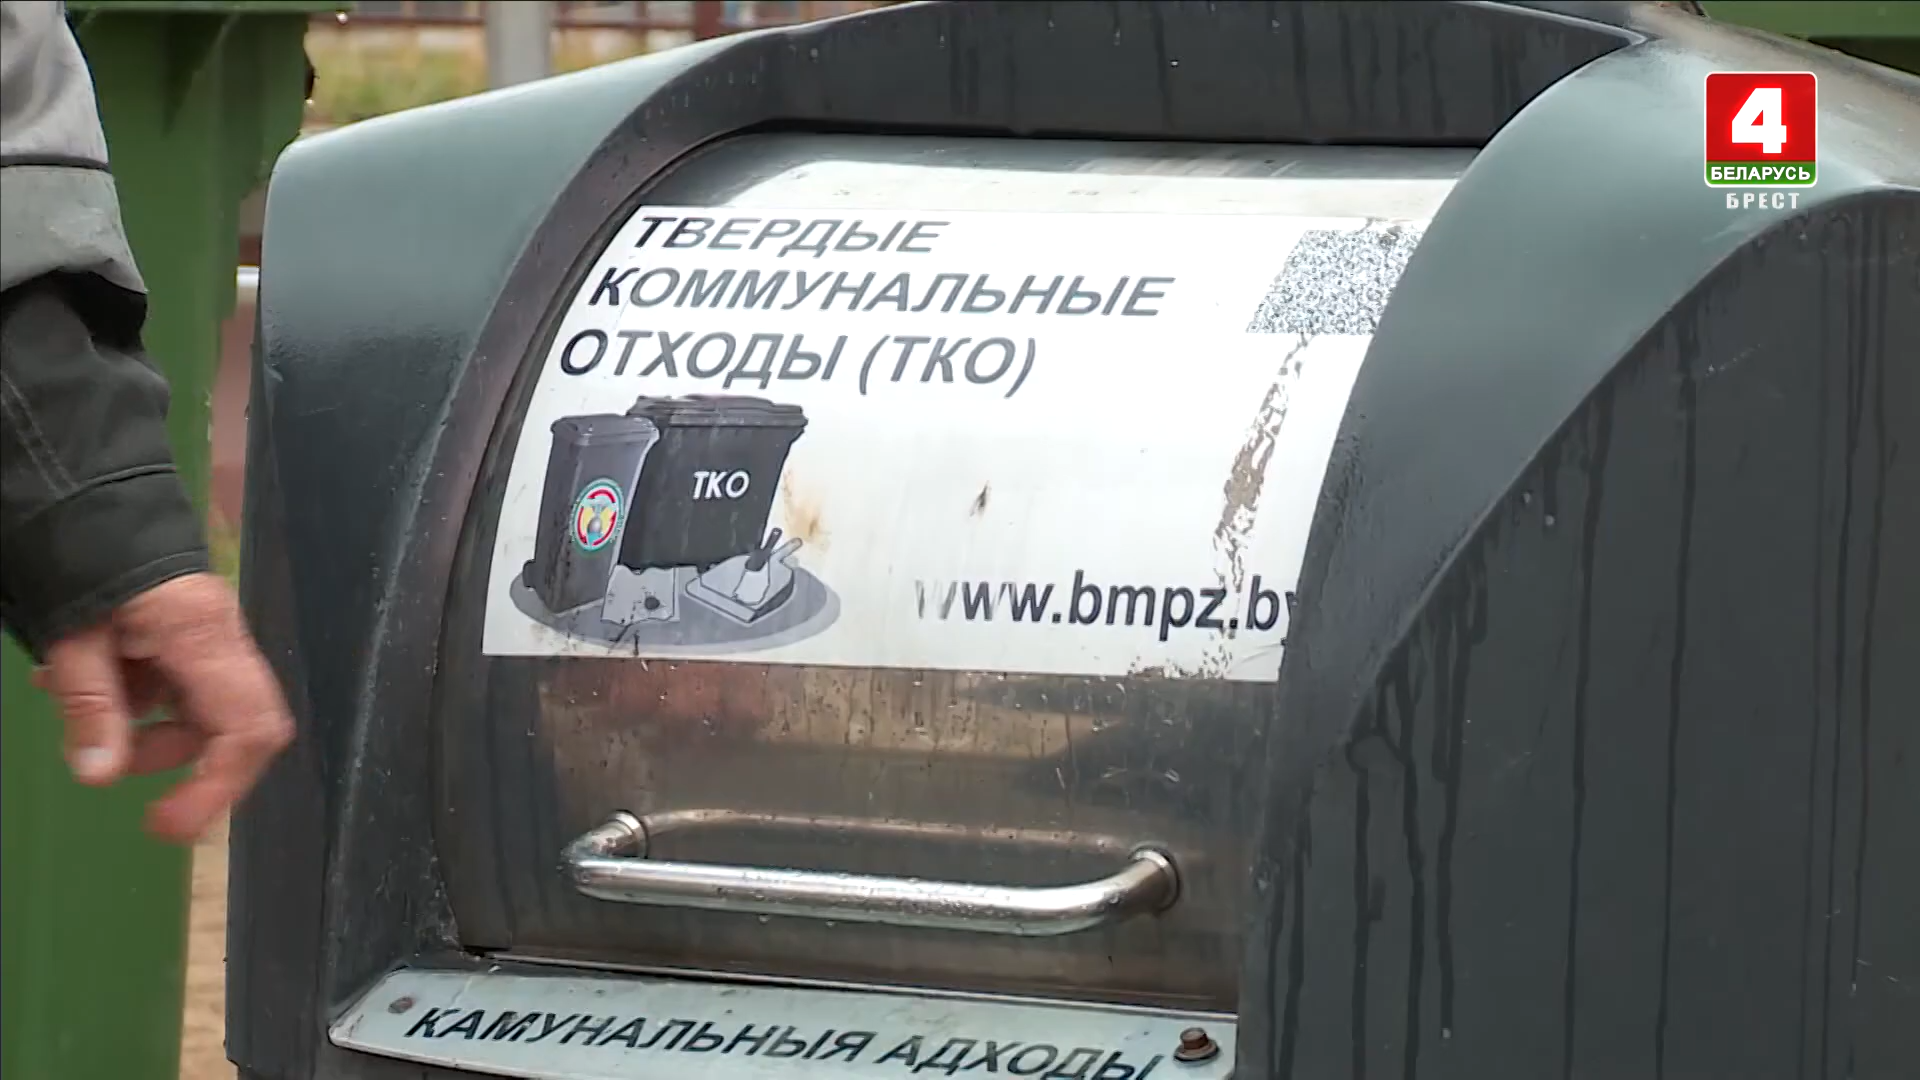 4
БЕЛАРУСЬ
БРЕСТ
ТВЕРДЫЕ
КОММУНАЛЬНЫЕ
ОТХОДЫ (ТКО)
ТКО
www.bmpz.by
КАМУНАЛЬНЫЯ АДХОДЫ